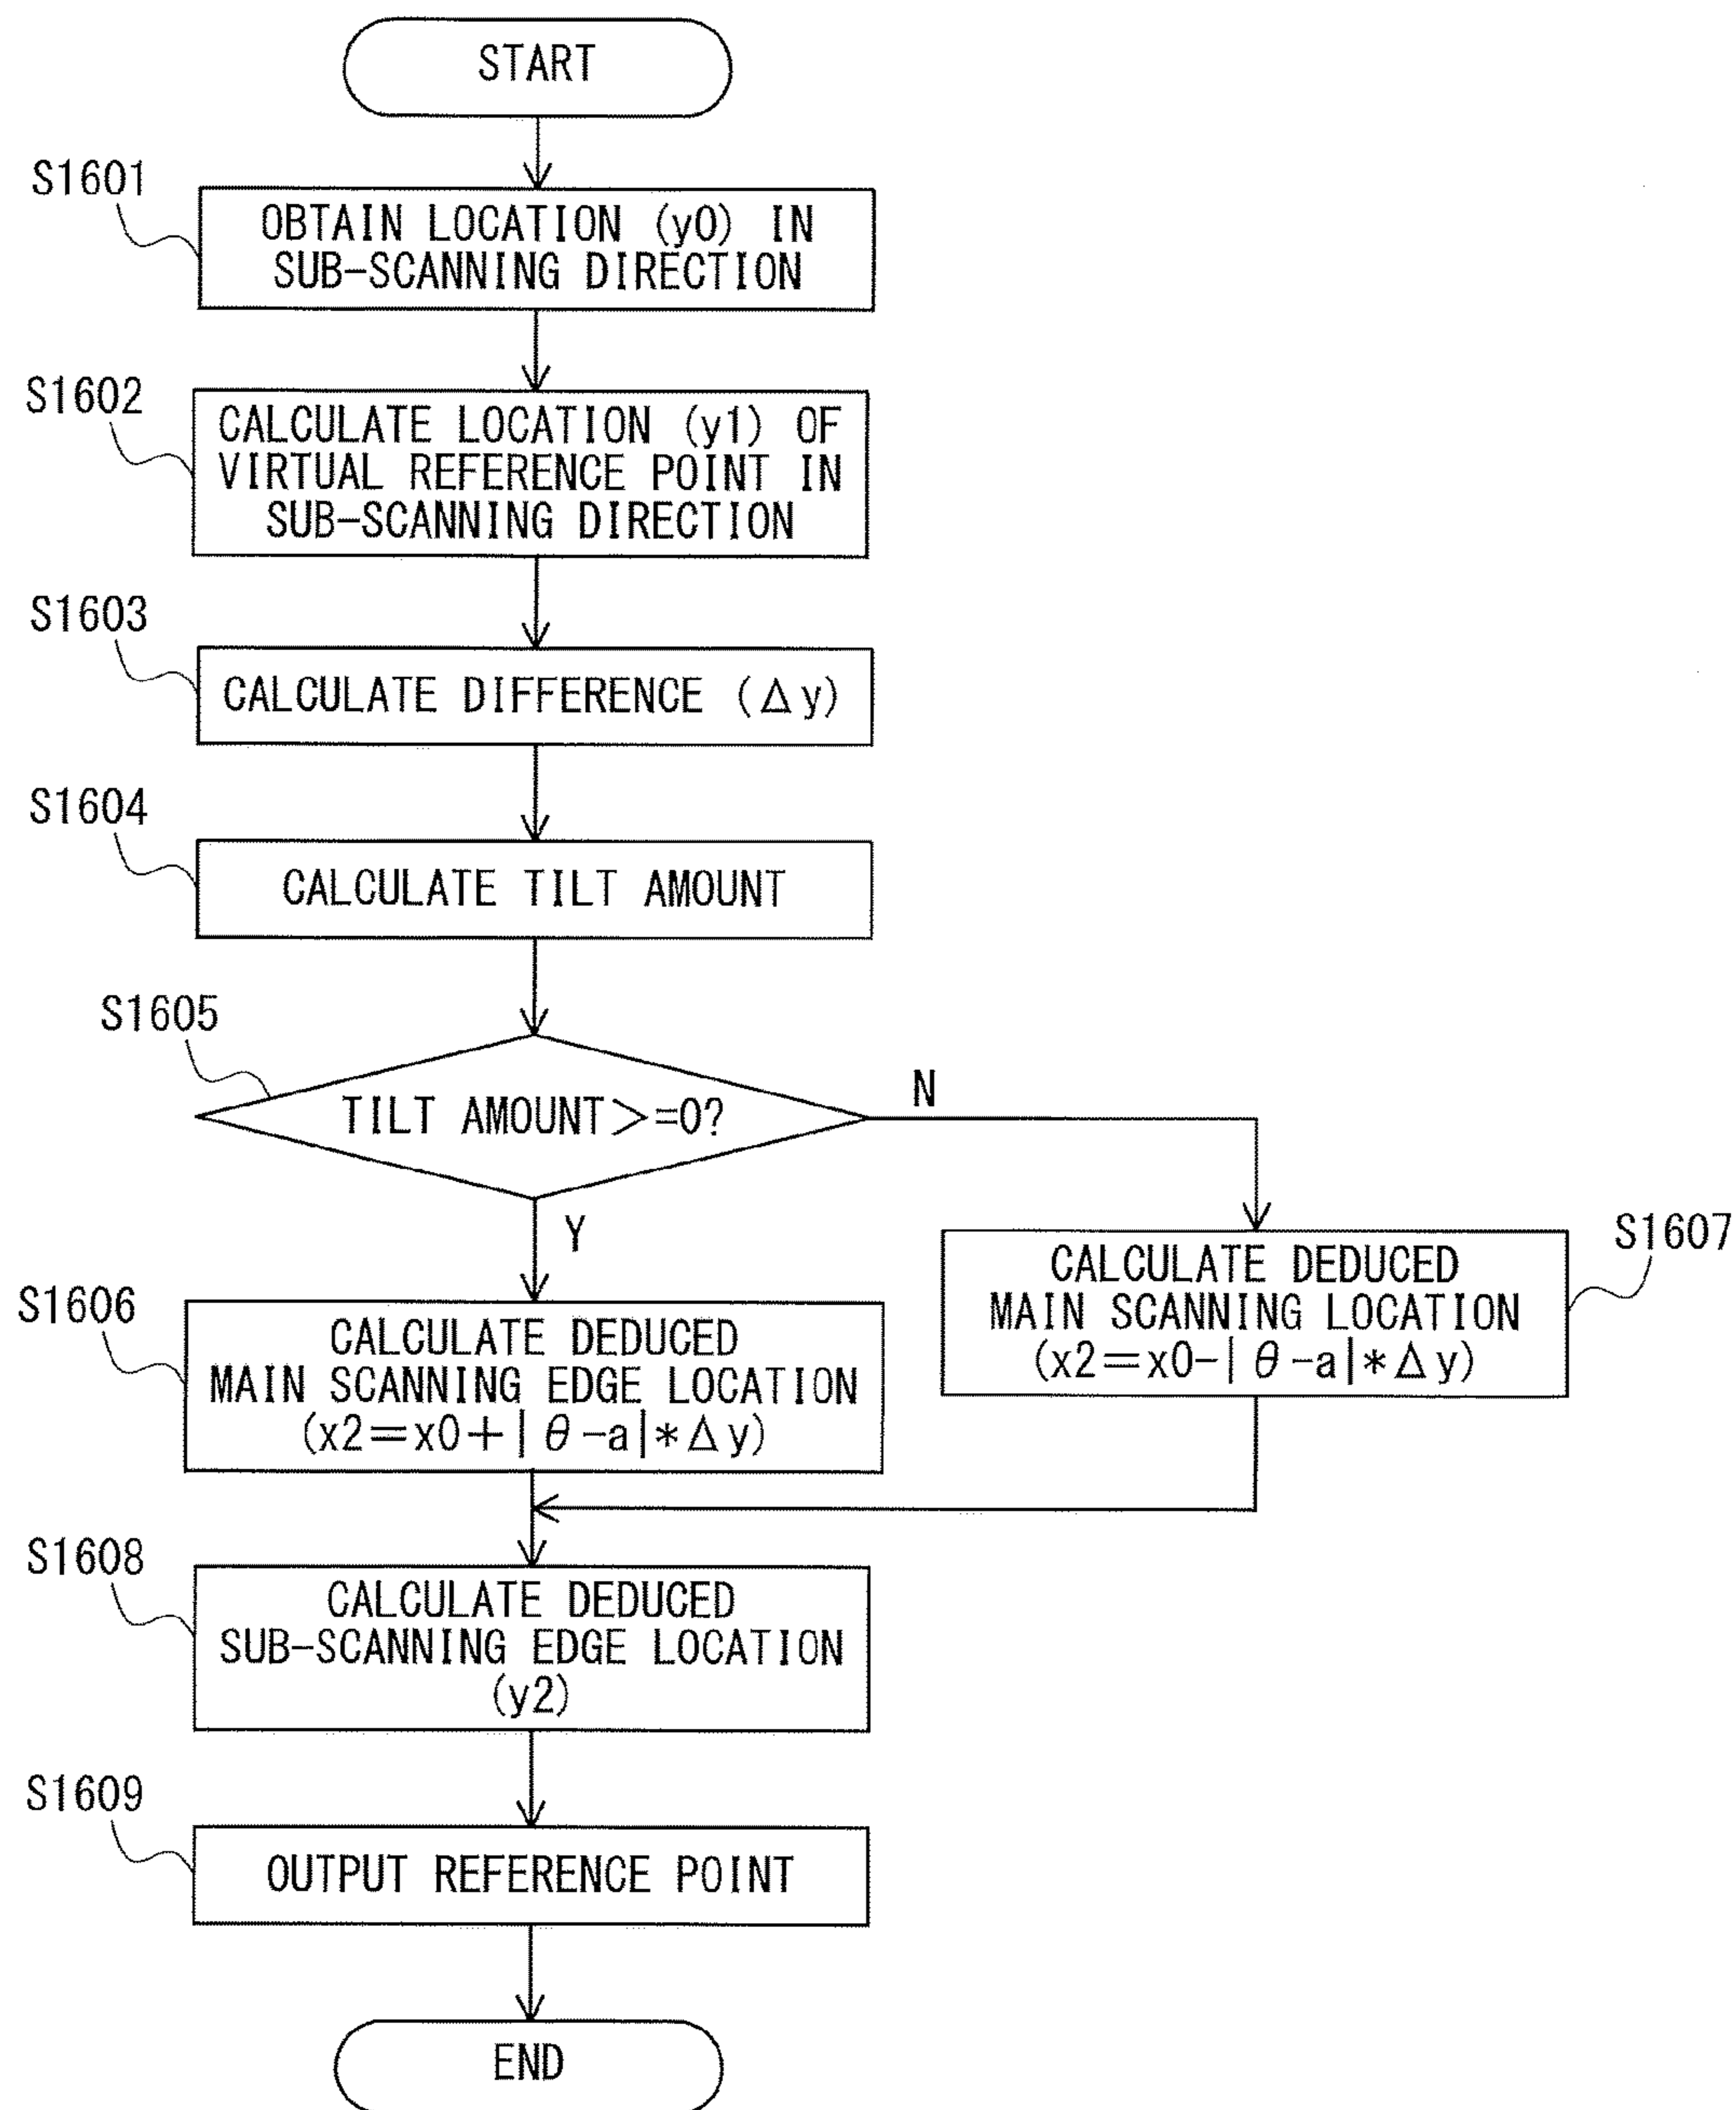 START
S1601
OBTAIN LOCATION (y0) IN
SUB-SCANNING DIRECTION
S1602
CALCULATE LOCATION (y1) OF
VIRTUAL REFERENCE POINT IN
SUB-SCANNING DIRECTION
S1603
CALCULATE DIFFERENCE (Δy)
S1604
CALCULATE TILT AMOUNT
S1605
TILT AMOUNT>=0?
N
Y
S1607
CALCULATE DEDUCED
MAIN SCANNING LOCATION
(x2=x0-|θ-a|*Δy)
S1606
CALCULATE DEDUCED
MAIN SCANNING EDGE LOCATION
(x2=x0+|θ-a|*Δy)
S1608
CALCULATE DEDUCED
SUB-SCANNING EDGE LOCATION
(y2)
S1609
OUTPUT REFERENCE POINT
END